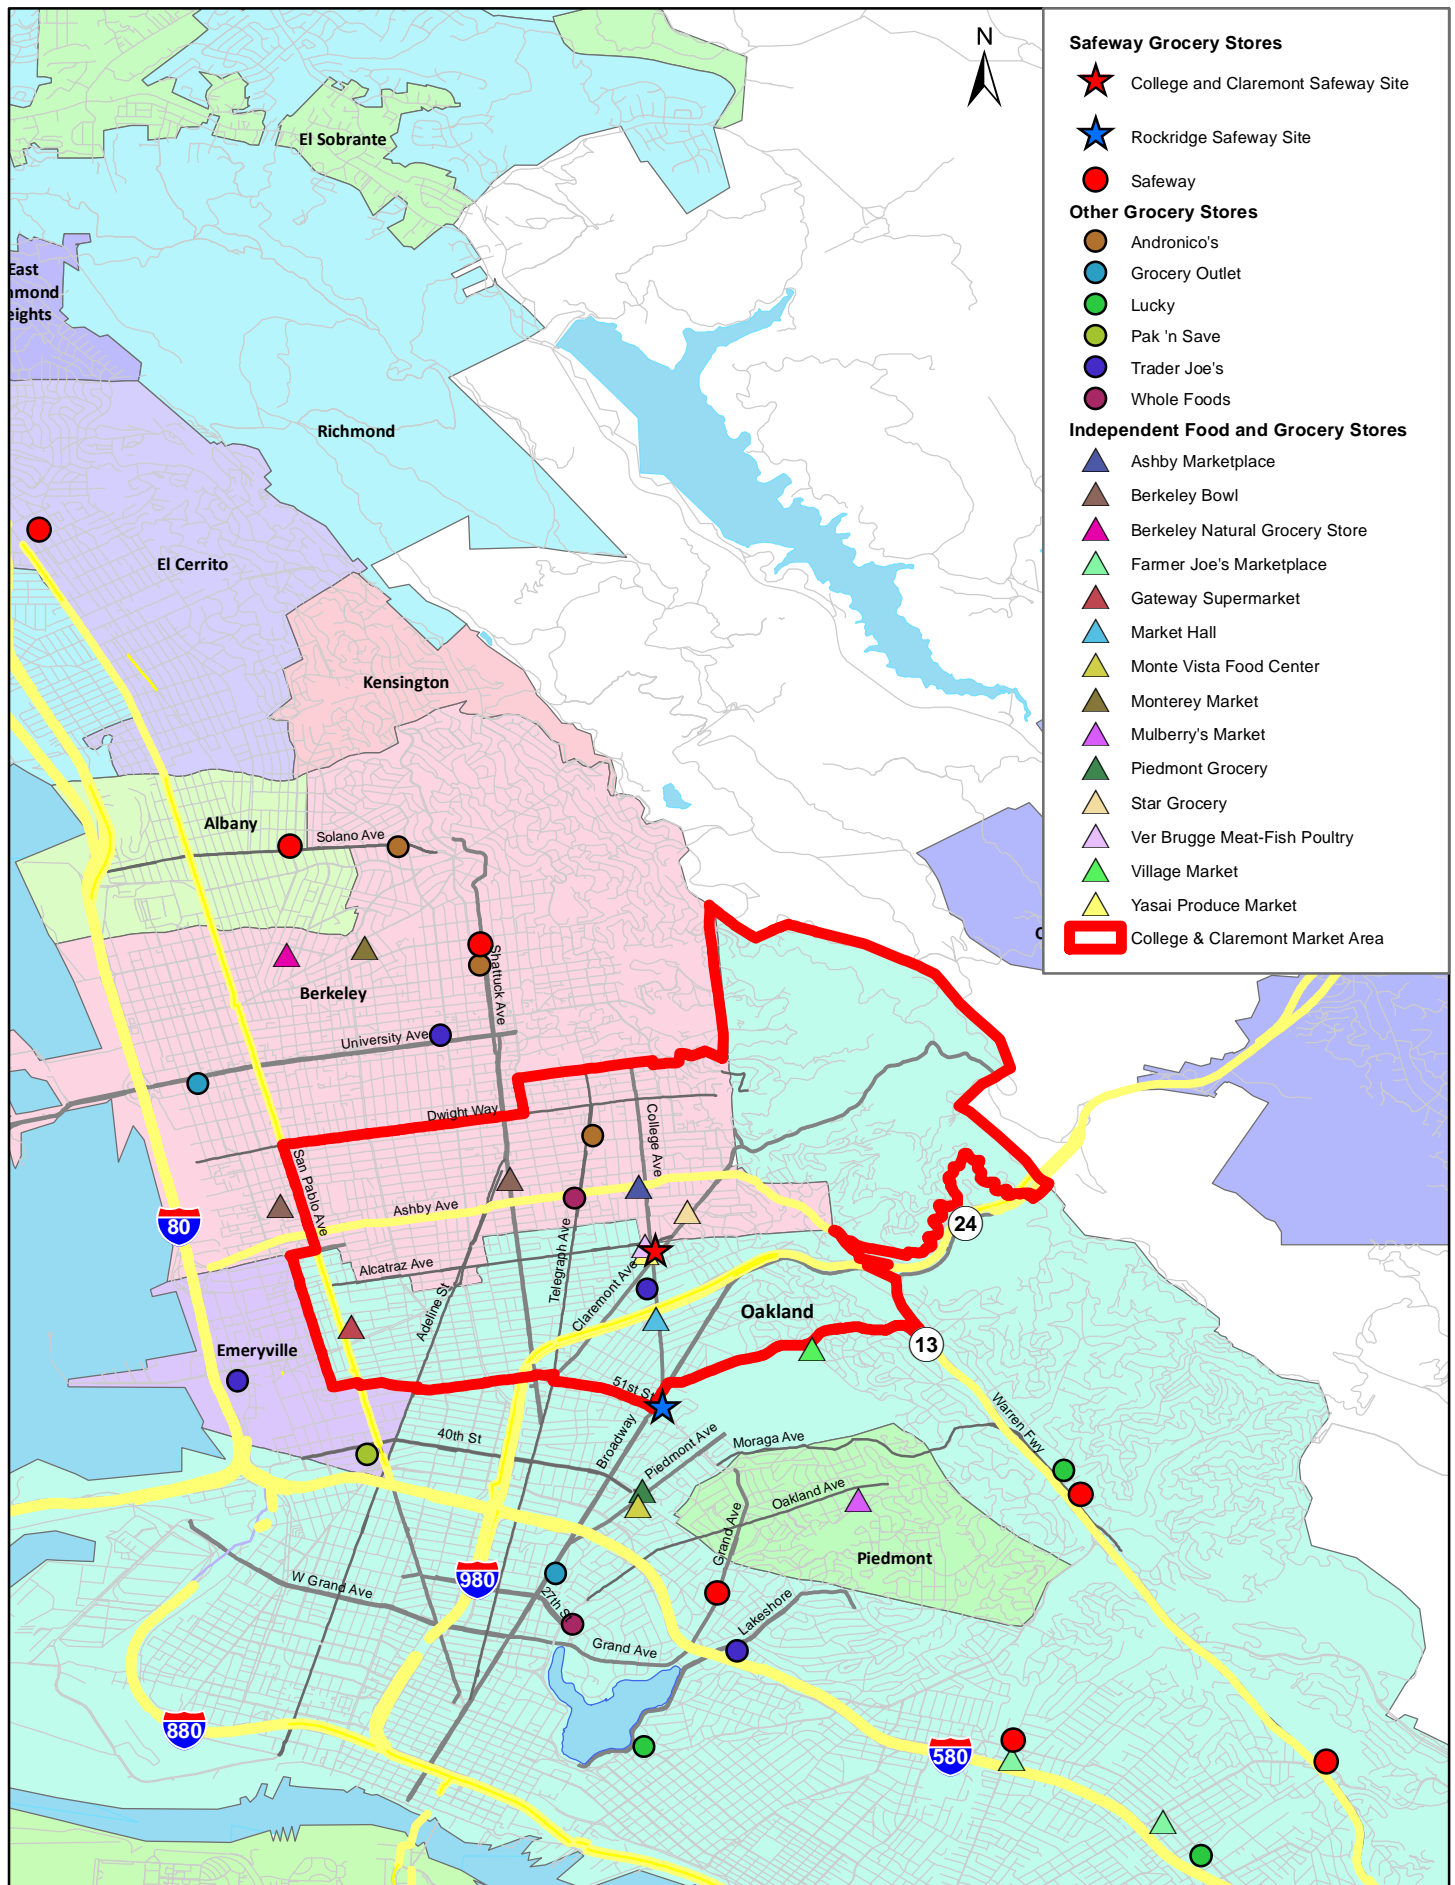 N
Safeway Grocery Stores
College and Claremont Safeway Site
Rockridge Safeway Site
Safeway
Other Grocery Stores
Andronico's
Grocery Outlet
Lucky
Pak 'n Save
Trader Joe's
Whole Foods
Independent Food and Grocery Stores
Ashby Marketplace
Berkeley Bowl
Berkeley Natural Grocery Store
Farmer Joe's Marketplace
Gateway Supermarket
Market Hall
Monte Vista Food Center
Monterey Market
Mulberry's Market
Piedmont Grocery
Star Grocery
Ver Brugge Meat-Fish Poultry
Village Market
Yasai Produce Market
College & Claremont Market Area
El Sobrante
East
hmond
eights
Richmond
El Cerrito
Kensington
Albany
Solano Ave
Shattuck Ave
Berkeley
University Ave
Dwight Way
College Ave
San Pablo Ave
Ashby Ave
80
24
Alcatraz Ave
Telegraph Ave
Claremont Ave
Adeline St
Oakland
Emeryville
13
51st St
Broadway
Warren Fwy
40th St
Piedmont Ave
Moraga Ave
Oakland Ave
Grand Ave
Piedmont
980
W Grand Ave
27th St
Lakeshore
Grand Ave
880
580